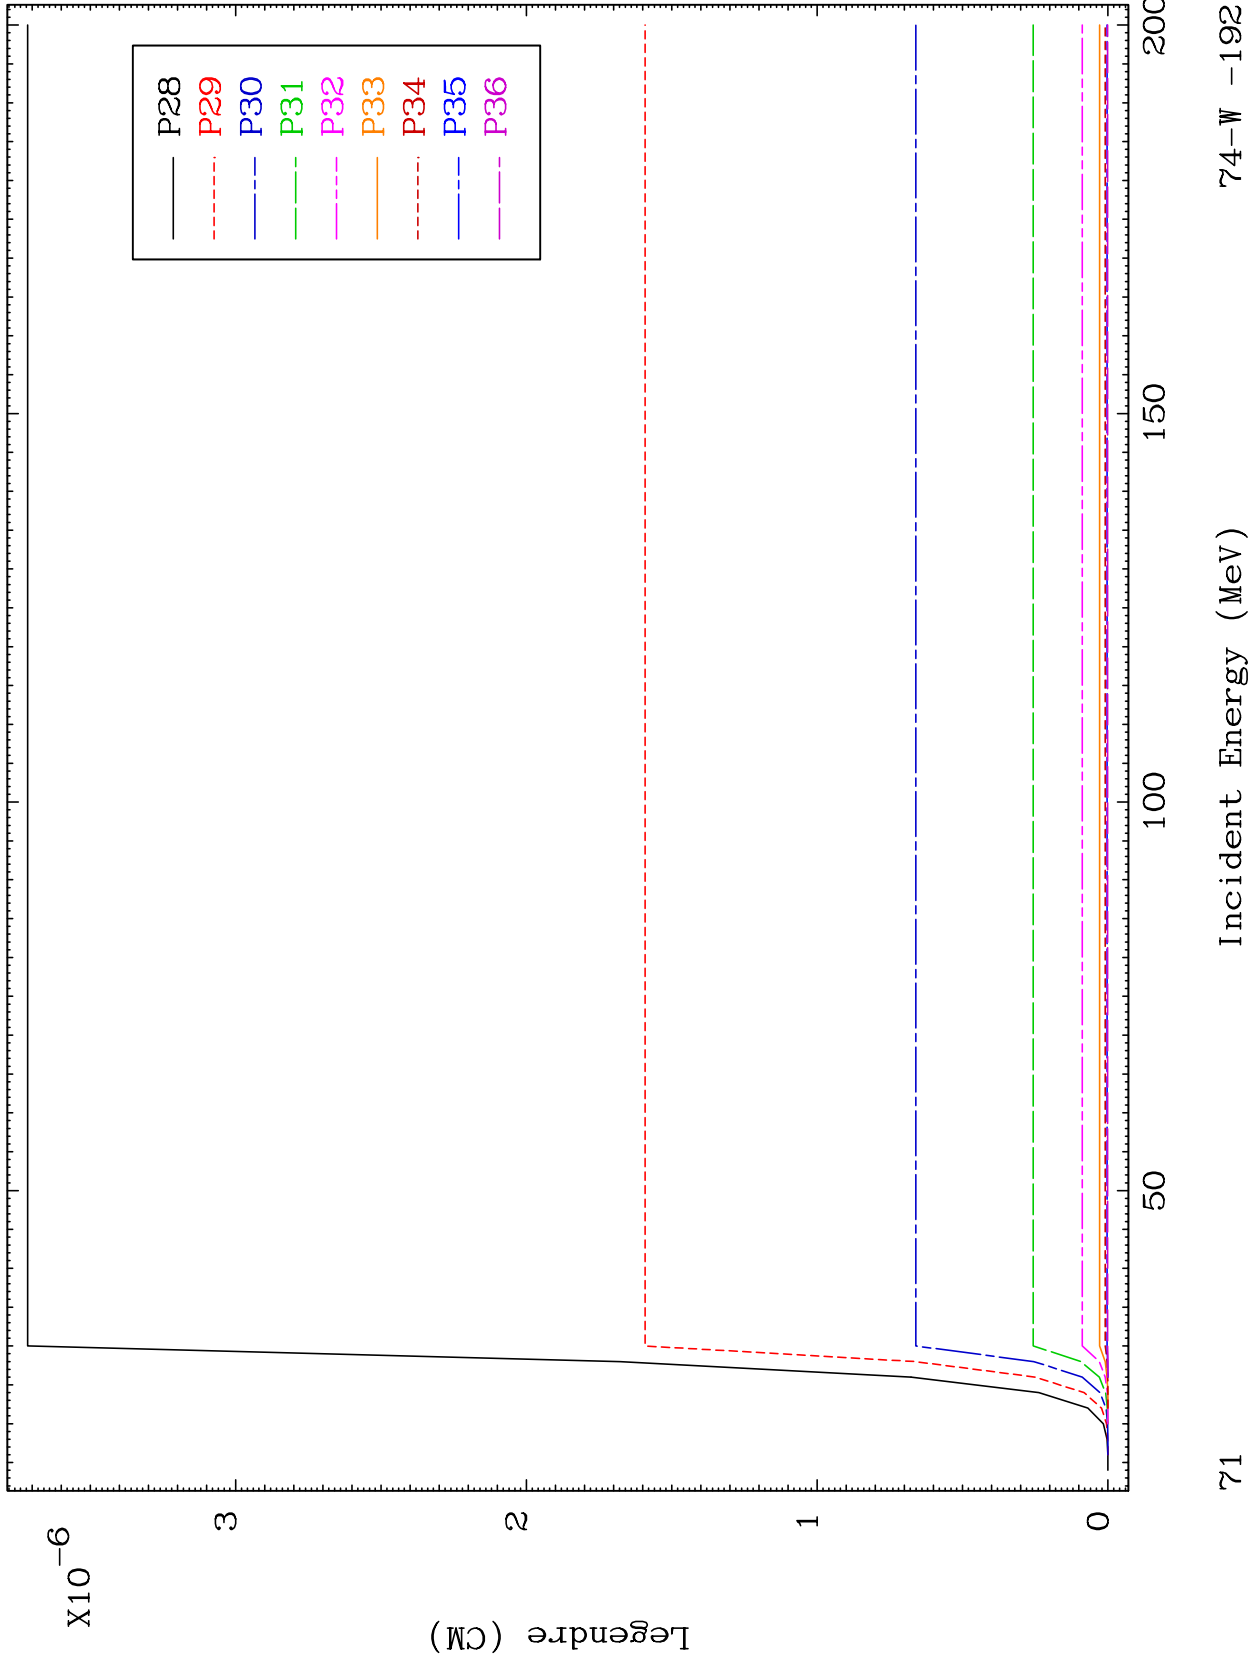 X10-6
3
2
1
0
Legendre (CM)
P28
P29
P30
P31
P32
P33
P34
P35
P36
50
100
150
200
Incident Energy (MeV)
71
74-W -192